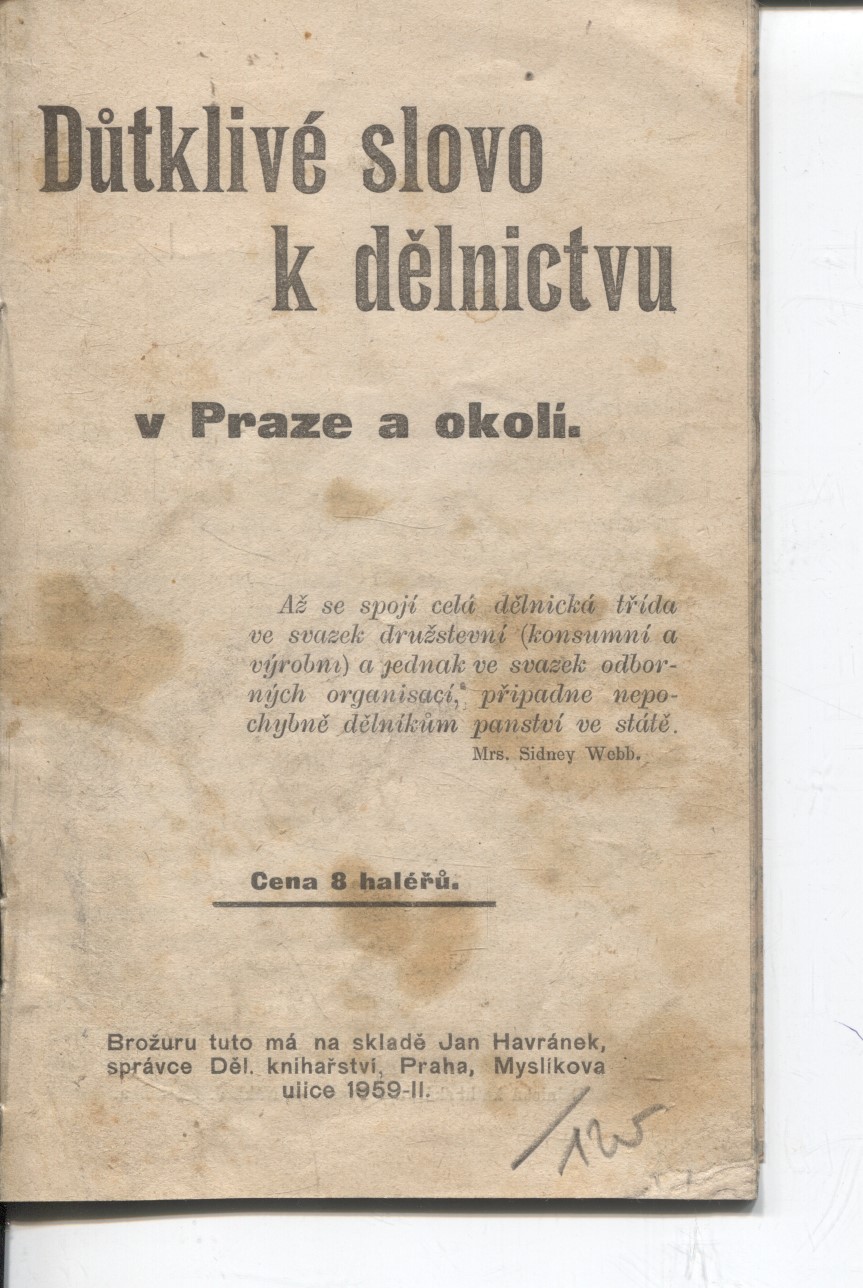 Důtklivé slovo
k dělnictvu
v Praze a okolí.
Až se spojí celá dělnická třída
ve svazek družstevní (konsumní a
výrobni) a jednak ve svazek odbor-
ných organisací, připadne nepo-
chybně dělníkům panství ve státě.
Mrs. Sidney Webb.
Cena 8 haléřů.
Brožuru tuto má na skladě Jan Havránek,
správce Děl. knihařství, Praha, Myslíkova
ulice 1959-II.